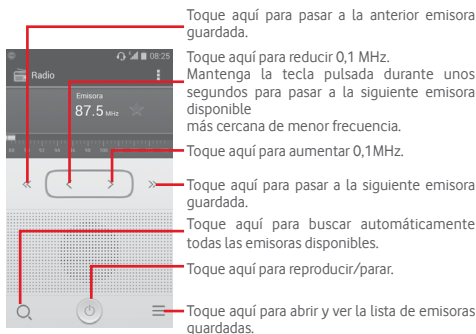 Toque aquí para pasar a la anterior emisora
guardada.
08:25
Toque aquí para reducir 0,1 MHz.
Radio
Mantenga la tecla pulsada durante unos
segundos para pasar a la siguiente emisora
disponible
más cercana de menor frecuencia.
Emisora
87.5 MHz
Toque aquí para aumentar 0,1MHz.
Toque aquí para pasar a la siguiente emisora
guardada.
Toque aquí para buscar automáticamente
todas las emisoras disponibles.
Toque aquí para reproducir/parar.
Toque aquí para abrir y ver la lista de emisoras
guardadas.